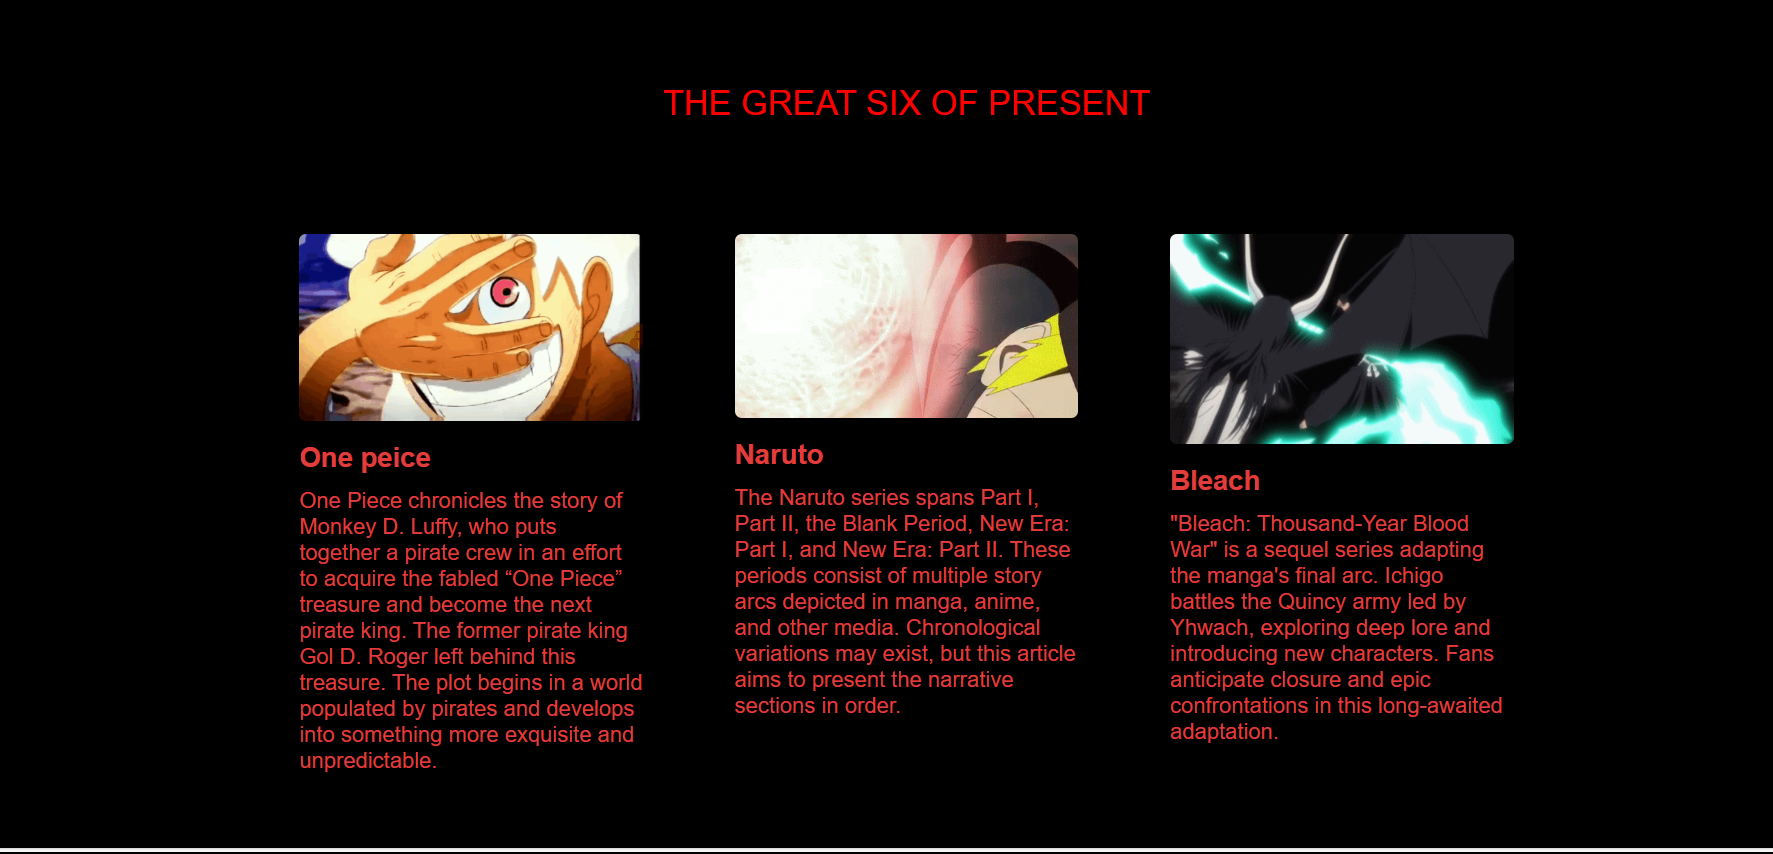 THE GREAT SIX OF PRESENT
One peice
One Piece chronicles the story of
Monkey D. Luffy, who puts
together a pirate crew in an effort
to acquire the fabled “One Piece”
treasure and become the next
pirate king. The former pirate king
Gol D. Roger left behind this
treasure. The plot begins in a world
populated by pirates and develops
into something more exquisite and
unpredictable.
Naruto
The Naruto series spans Part I,
Part II, the Blank Period, New Era:
Part I, and New Era: Part II. These
periods consist of multiple story
arcs depicted in manga, anime,
and other media. Chronological
variations may exist, but this article
aims to present the narrative
sections in order.
Bleach
"Bleach: Thousand-Year Blood
War" is a sequel series adapting
the manga's final arc. Ichigo
battles the Quincy army led by
Yhwach, exploring deep lore and
introducing new characters. Fans
anticipate closure and epic
confrontations in this long-awaited
adaptation.